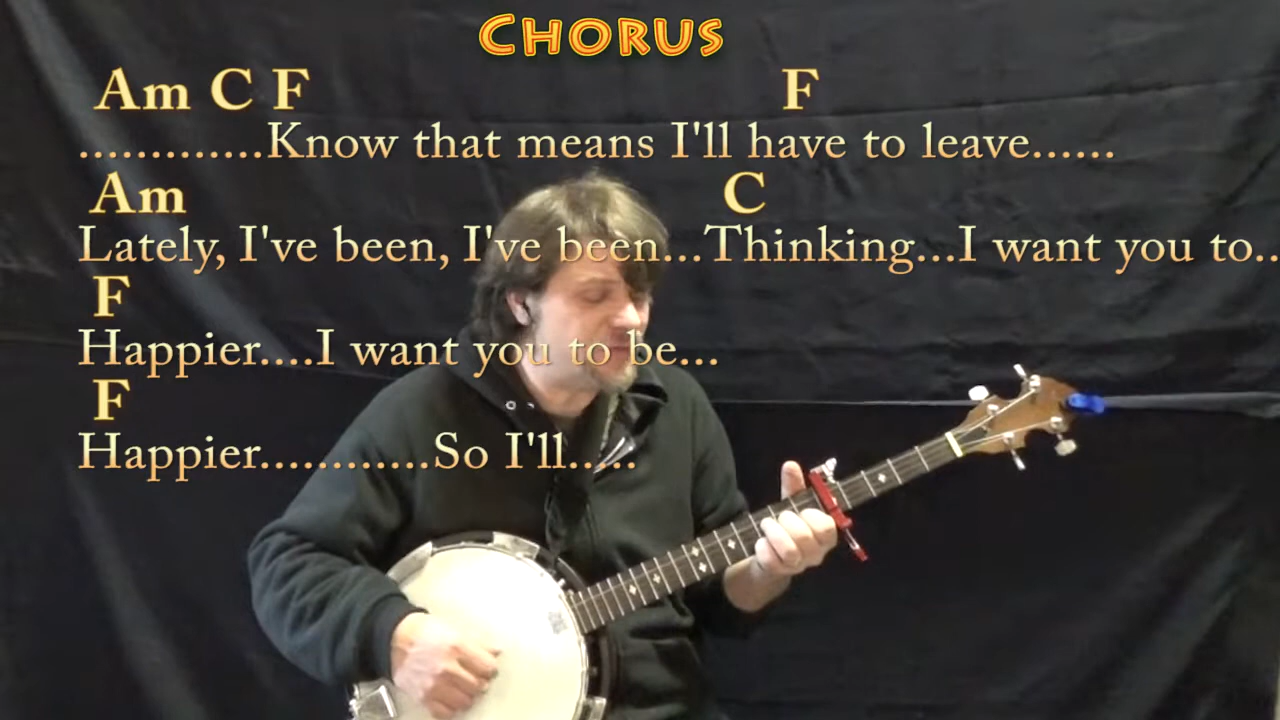 CHORUS
Am C F F
.............Know that means I'll have to leave......
Am C
Lately, I've been, I've been...Thinking...I want you to..
F
Happier....I want you to be...
F
Happier............So I'll.....